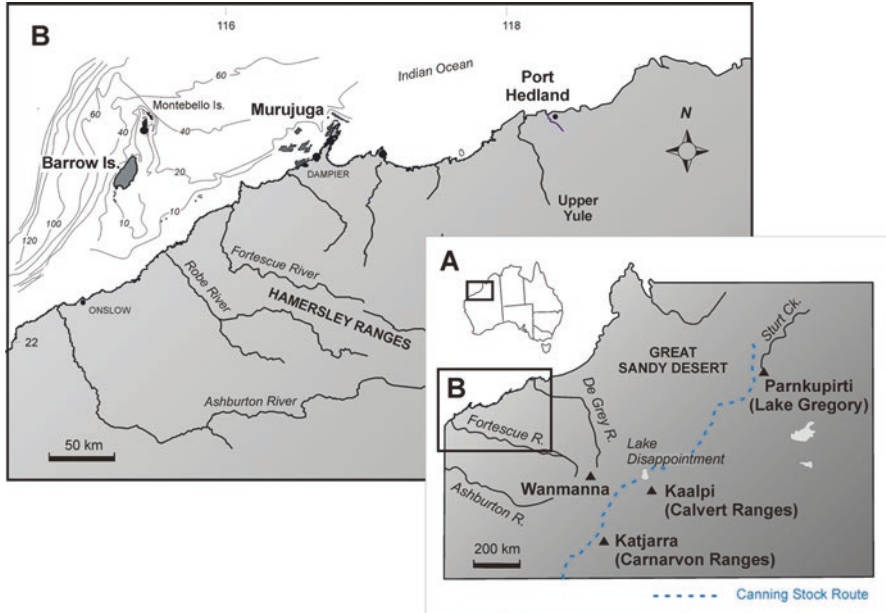 B
116
118
Indian Ocean
60
60
Montebello Is.
40
40
Murujuga
Port
Hedland
N
Barrow Is.
20
20
DAMPIER
0
10
10
100
120
Upper
Yule
Fortescue River
Robe River
HAMERSLEY RANGES
ONSLOW
22
Ashburton River
50 km
A
B
GREAT
SANDY DESERT
Sturt Ck.
Parnkupirti
(Lake Gregory)
De Grey R.
Fortescue R.
Lake
Disappointment
Wanmanna
Kaalpi
(Calvert Ranges)
Ashburton R.
Katjarra
(Carnarvon Ranges)
200 km
Canning Stock Route